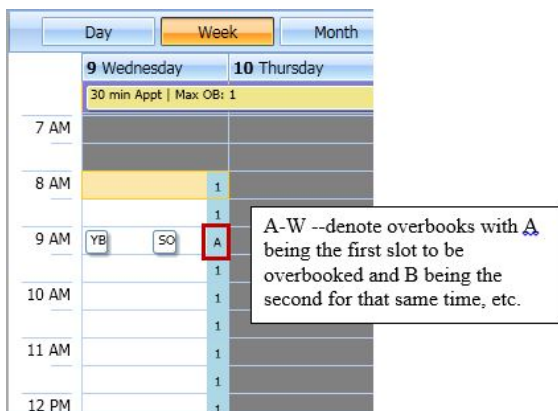 Day Week Month
9 Wednesday 10 Thursday
30 min Appt | Max OB: 1
7 AM
8 AM
1
1
9 AM YB SO A
1
10 AM
1
1
11 AM
1
1
12 PM
1
A-W --denote overbooks with A
being the first slot to be
overbooked and B being the
second for that same time, etc.